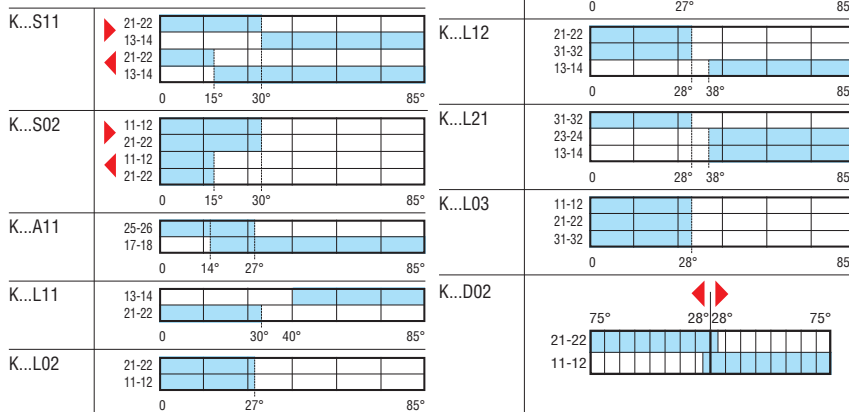 K...S11
21-22
13-14
21-22
13-14
0 15° 30° 85°
K...S02
11-12
21-22
11-12
21-22
0 15° 30° 85°
K...A11
25-26
17-18
0 14° 27° 85°
K...L11
13-14
21-22
0 30° 40° 85°
K...L02
21-22
11-12
0 27° 85°
0 27° 85
K...L12
21-22
31-32
13-14
0 28° 38° 85
K...L21
31-32
23-24
13-14
0 28° 38° 85
K...L03
11-12
21-22
31-32
0 28° 85
K...D02
75° 28° 28° 75°
21-22
11-12